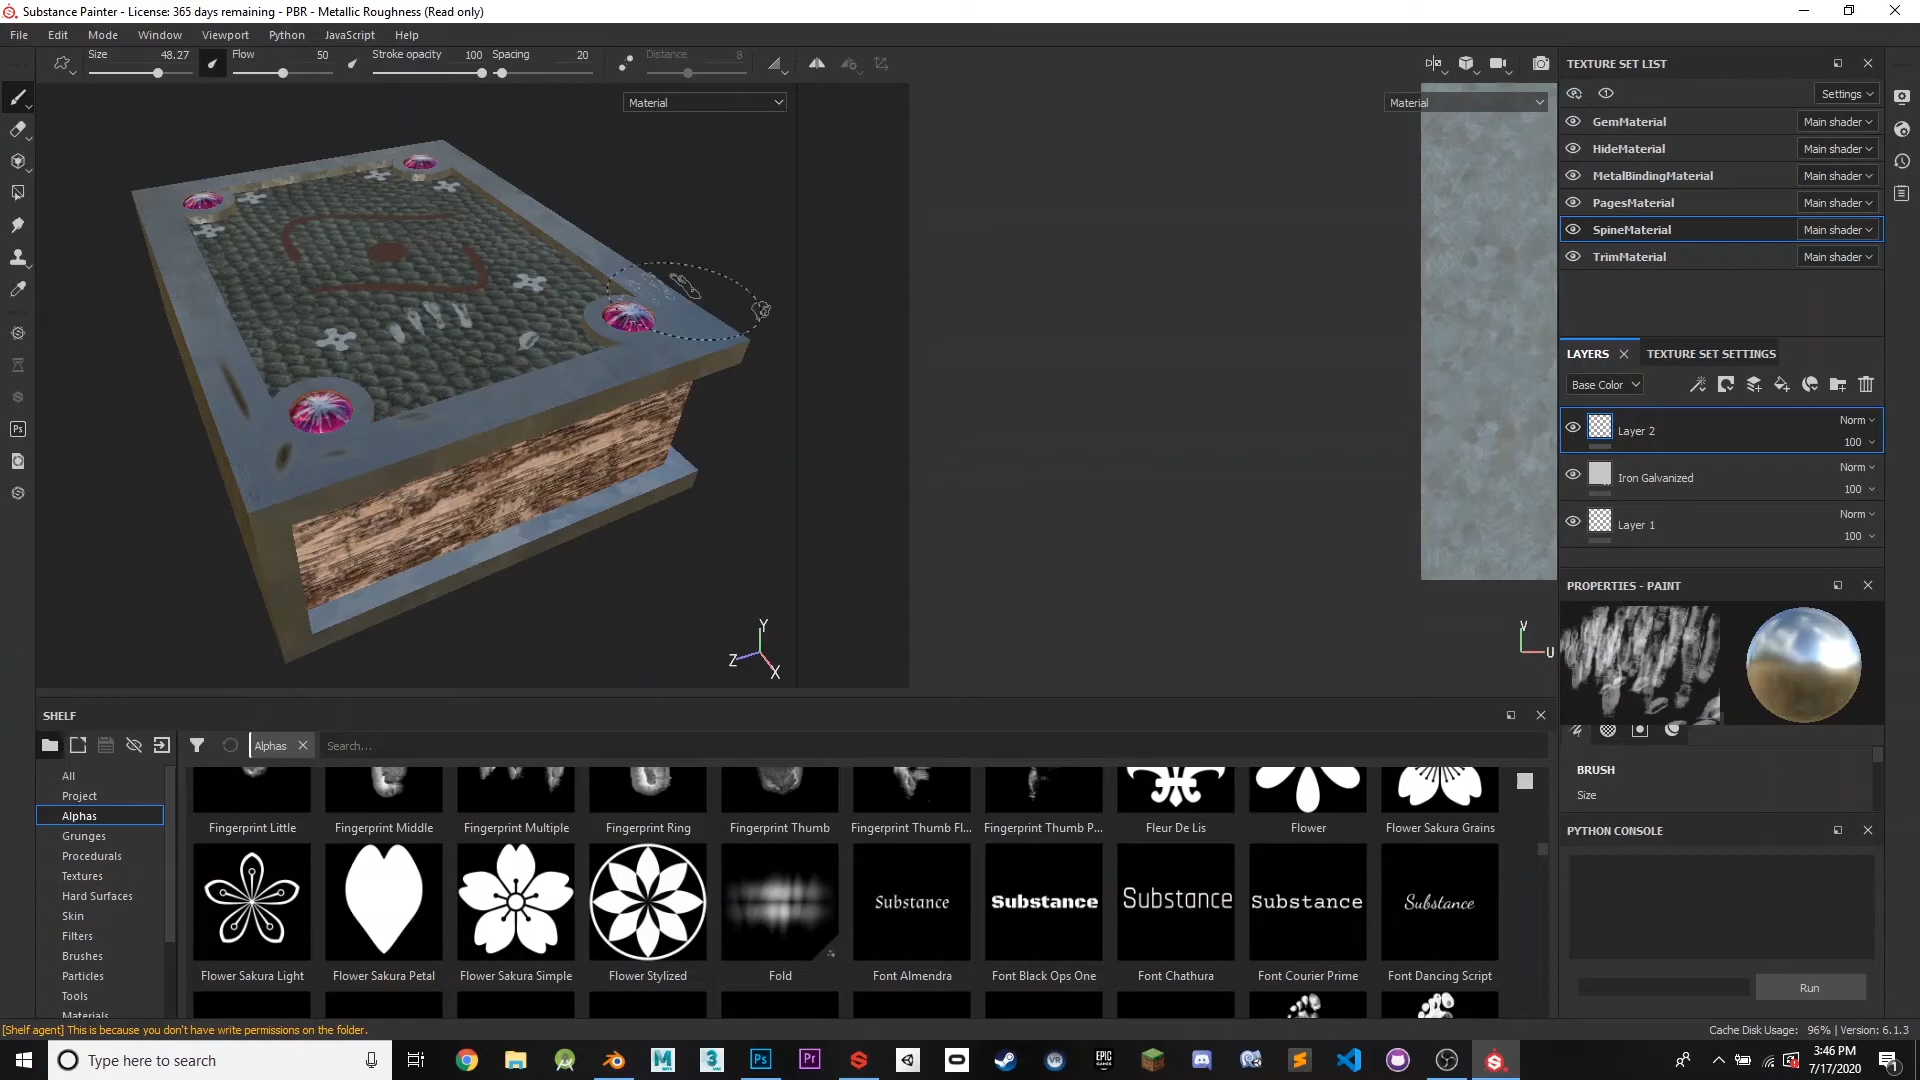 Substance Painter - License: 365 days remaining - PBR - Metallic Roughness (Read only)
File Edit Mode Window Viewport Python JavaScript Help
Size 48.27 Flow 50 Stroke opacity 100 Spacing 20 Distance 8
Material
Material
Z Y X
V U
TEXTURE SET LIST
Settings
GemMaterial Main shader
HideMaterial Main shader
MetalBindingMaterial Main shader
PagesMaterial Main shader
SpineMaterial Main shader
TrimMaterial Main shader
LAYERS TEXTURE SET SETTINGS
Base Color
Layer 2 Norm 100
Iron Galvanized Norm 100
Layer 1 Norm 100
PROPERTIES - PAINT
BRUSH
Size
PYTHON CONSOLE
Run
SHELF
Alphas Search...
All
Project
Alphas
Grunges
Procedurals
Textures
Hard Surfaces
Skin
Filters
Brushes
Particles
Tools
Materials
Fingerprint Little Fingerprint Middle Fingerprint Multiple Fingerprint Ring Fingerprint Thumb Fingerprint Thumb Fl... Fingerprint Thumb P... Fleur De Lis Flower Flower Sakura Grains
Substance Substance Substance Substance Substance
Flower Sakura Light Flower Sakura Petal Flower Sakura Simple Flower Stylized Fold Font Almendra Font Black Ops One Font Chathura Font Courier Prime Font Dancing Script
[Shelf agent] This is because you don't have write permissions on the folder.
Cache Disk Usage: 96% | Version: 6.1.3
Type here to search
Ps
M
3
Ps
Pr
VR
EPIC GAMES
3:46 PM
7/17/2020
1